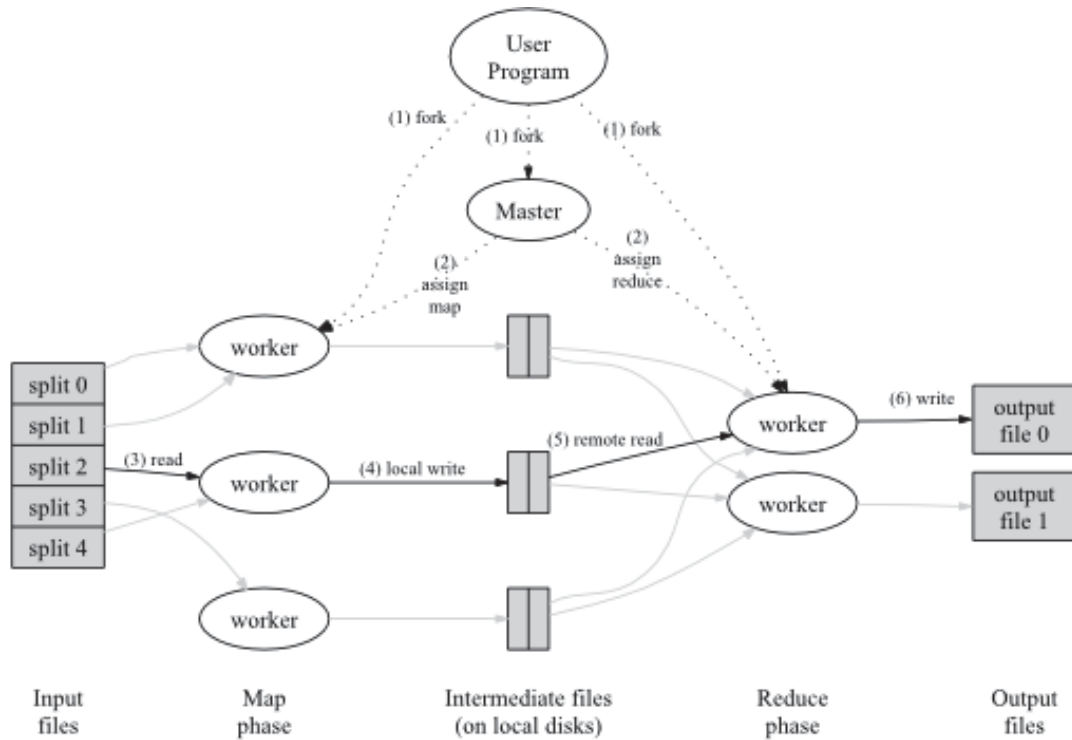 User
Program
(1) fork
(1) fork
(1) fork
Master
(2)
assign
map
(2)
assign
reduce
worker
split 0
split 1
split 2
split 3
split 4
(3) read
worker
(4) local write
(5) remote read
worker
(6) write
output
file 0
worker
output
file 1
worker
Input
files
Map
phase
Intermediate files
(on local disks)
Reduce
phase
Output
files